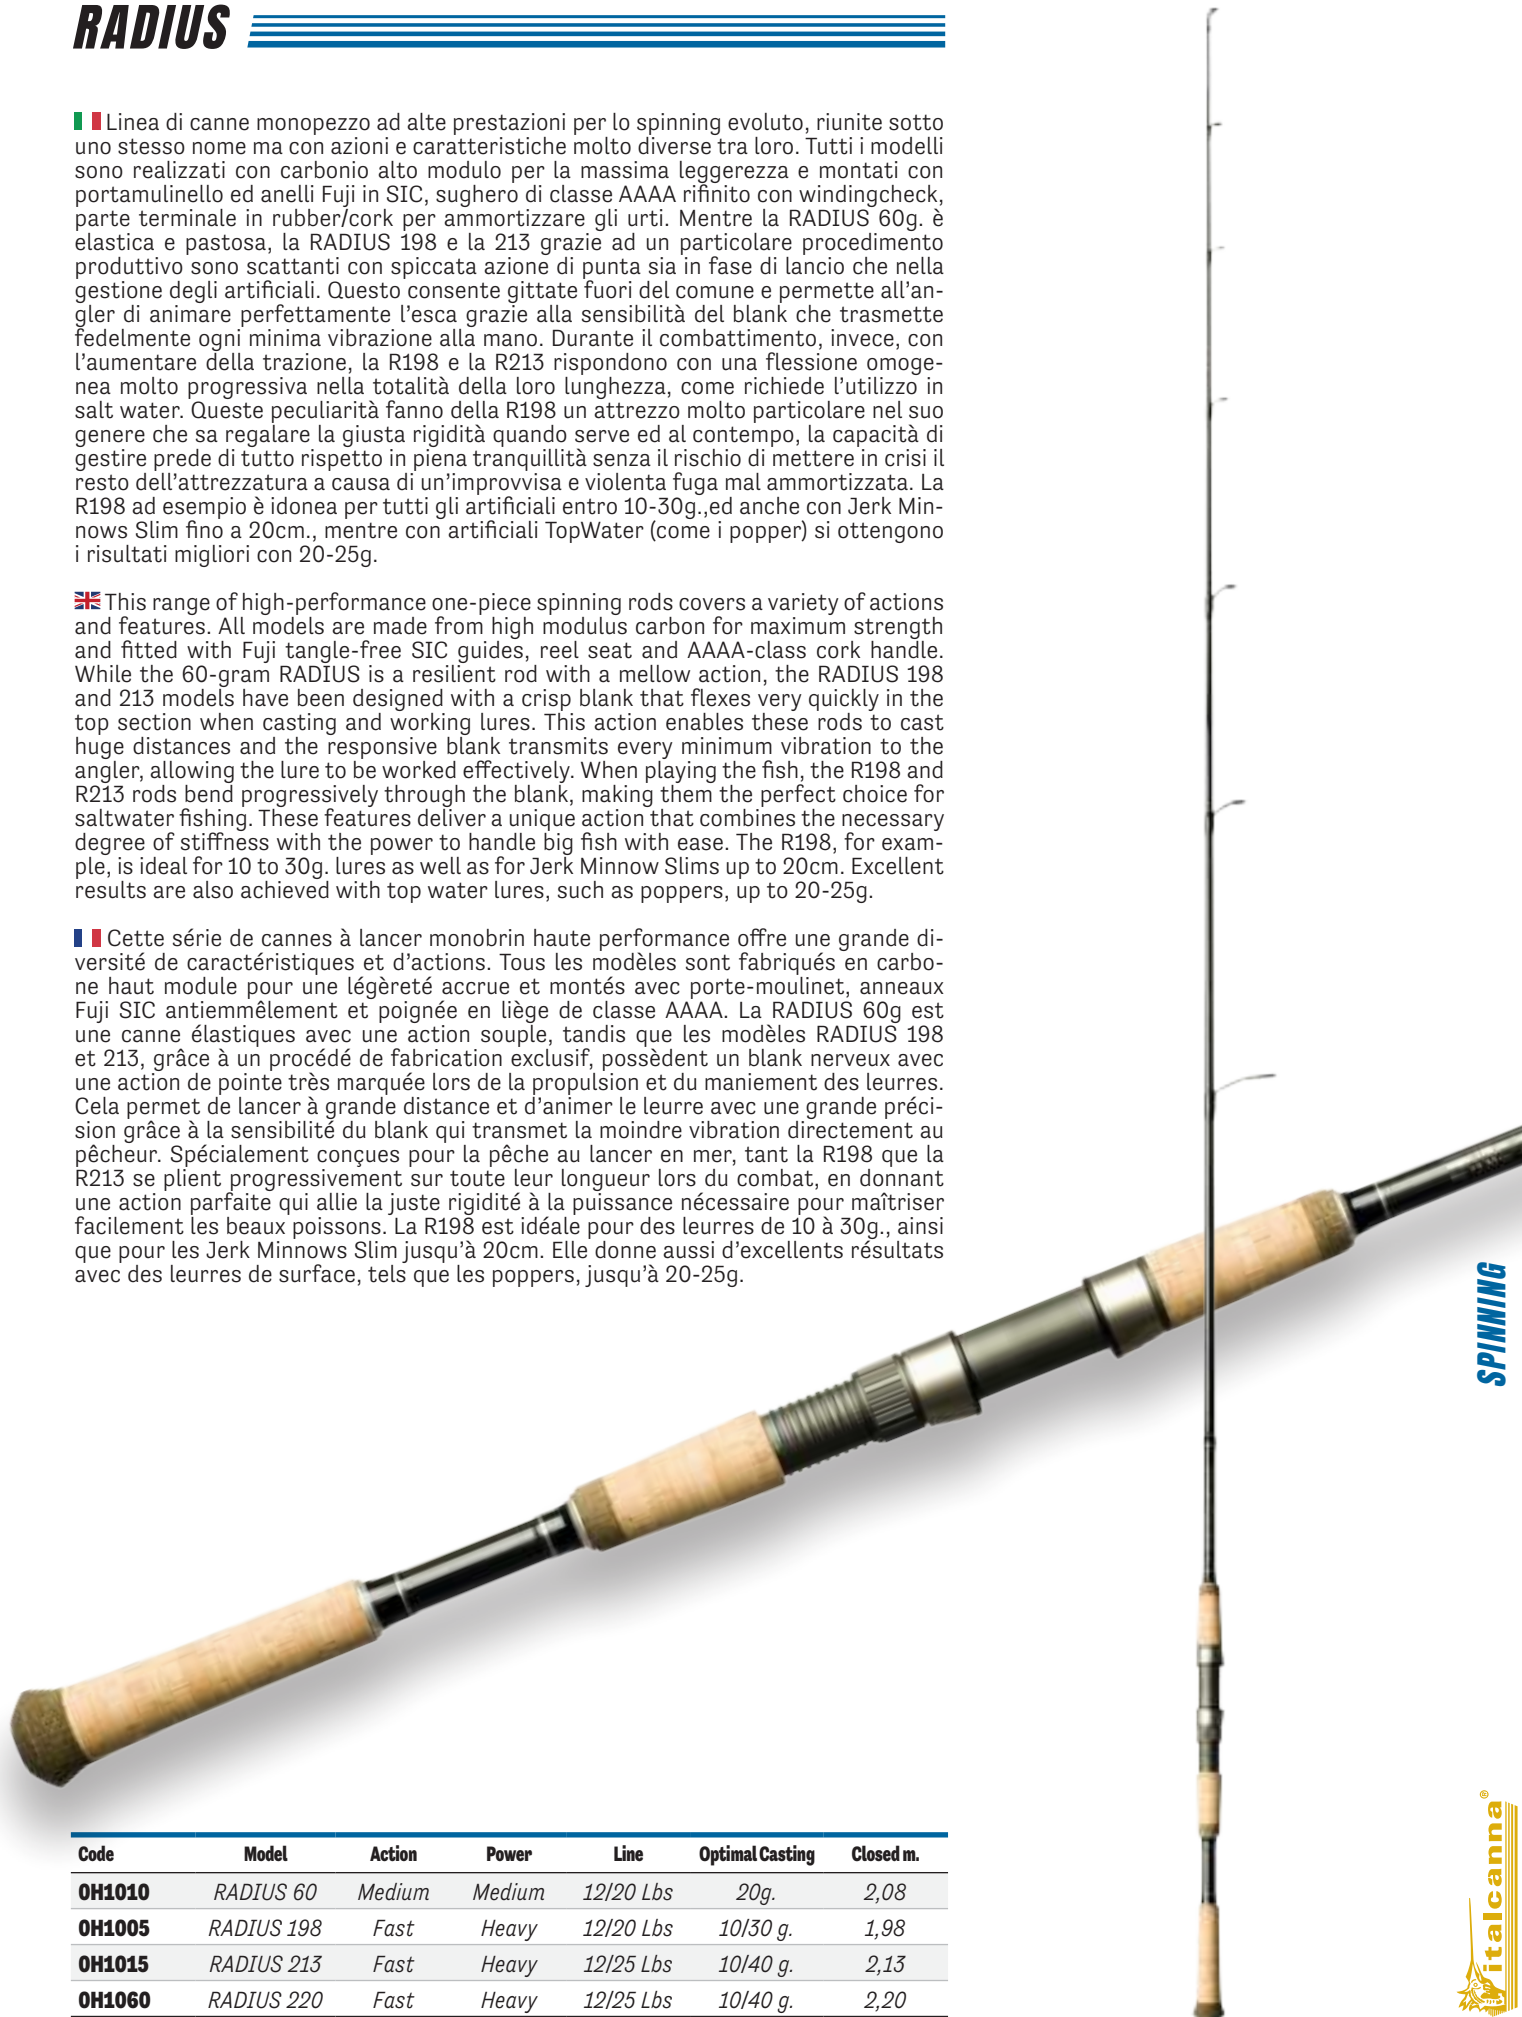 RADIUS
Linea di canne monopezzo ad alte prestazioni per lo spinning evoluto, riunite sotto
uno stesso nome ma con azioni e caratteristiche molto diverse tra loro. Tutti i modelli
sono realizzati con carbonio alto modulo per la massima leggerezza e montati con
portamulinello ed anelli Fuji in SIC, sughero di classe AAAA rifinito con windingcheck,
parte terminale in rubber/cork per ammortizzare gli urti. Mentre la RADIUS 60g. è
elastica e pastosa, la RADIUS 198 e la 213 grazie ad un particolare procedimento
produttivo sono scattanti con spiccata azione di punta sia in fase di lancio che nella
gestione degli artificiali. Questo consente gittate fuori del comune e permette all'an-
gler di animare perfettamente l'esca grazie alla sensibilità del blank che trasmette
fedelmente ogni minima vibrazione alla mano. Durante il combattimento, invece, con
l'aumentare della trazione, la R198 e la R213 rispondono con una flessione omoge-
nea molto progressiva nella totalità della loro lunghezza, come richiede l'utilizzo in
salt water. Queste peculiarità fanno della R198 un attrezzo molto particolare nel suo
genere che sa regalare la giusta rigidità quando serve ed al contempo, la capacità di
gestire prede di tutto rispetto in piena tranquillità senza il rischio di mettere in crisi il
resto dell'attrezzatura a causa di un'improvvisa e violenta fuga mal ammortizzata. La
R198 ad esempio è idonea per tutti gli artificiali entro 10-30g.,ed anche con Jerk Min-
nows Slim fino a 20cm., mentre con artificiali TopWater (come i popper) si ottengono
i risultati migliori con 20-25g.
This range of high-performance one-piece spinning rods covers a variety of actions
and features. All models are made from high modulus carbon for maximum strength
and fitted with Fuji tangle-free SIC guides, reel seat and AAAA-class cork handle.
While the 60-gram RADIUS is a resilient rod with a mellow action, the RADIUS 198
and 213 models have been designed with a crisp blank that flexes very quickly in the
top section when casting and working lures. This action enables these rods to cast
huge distances and the responsive blank transmits every minimum vibration to the
angler, allowing the lure to be worked effectively. When playing the fish, the R198 and
R213 rods bend progressively through the blank, making them the perfect choice for
saltwater fishing. These features deliver a unique action that combines the necessary
degree of stiffness with the power to handle big fish with ease. The R198, for exam-
ple, is ideal for 10 to 30g. lures as well as for Jerk Minnow Slims up to 20cm. Excellent
results are also achieved with top water lures, such as poppers, up to 20-25g.
Cette série de cannes à lancer monobrin haute performance offre une grande di-
versité de caractéristiques et d'actions. Tous les modèles sont fabriqués en carbo-
ne haut module pour une légèreté accrue et montés avec porte-moulinet, anneaux
Fuji SIC antiemmêlement et poignée en liège de classe AAAA. La RADIUS 60g est
une canne élastiques avec une action souple, tandis que les modèles RADIUS 198
et 213, grâce à un procédé de fabrication exclusif, possèdent un blank nerveux avec
une action de pointe très marquée lors de la propulsion et du maniement des leurres.
Cela permet de lancer à grande distance et d'animer le leurre avec une grande préci-
sion grâce à la sensibilité du blank qui transmet la moindre vibration directement au
pêcheur. Spécialement conçues pour la pêche au lancer en mer, tant la R198 que la
R213 se plient progressivement sur toute leur longueur lors du combat, en donnant
une action parfaite qui allie la juste rigidité à la puissance nécessaire pour maîtriser
facilement les beaux poissons. La R198 est idéale pour des leurres de 10 à 30g., ainsi
que pour les Jerk Minnows Slim jusqu'à 20cm. Elle donne aussi d'excellents résultats
avec des leurres de surface, tels que les poppers, jusqu'à 20-25g.
SPINNING
Code Model Action Power Line Optimal Casting Closed m.
0H1010 RADIUS 60 Medium Medium 12/20 Lbs 20g. 2,08
0H1005 RADIUS 198 Fast Heavy 12/20 Lbs 10/30 g. 1,98
0H1015 RADIUS 213 Fast Heavy 12/25 Lbs 10/40 g. 2,13
0H1060 RADIUS 220 Fast Heavy 12/25 Lbs 10/40 g. 2,20
italcanna®